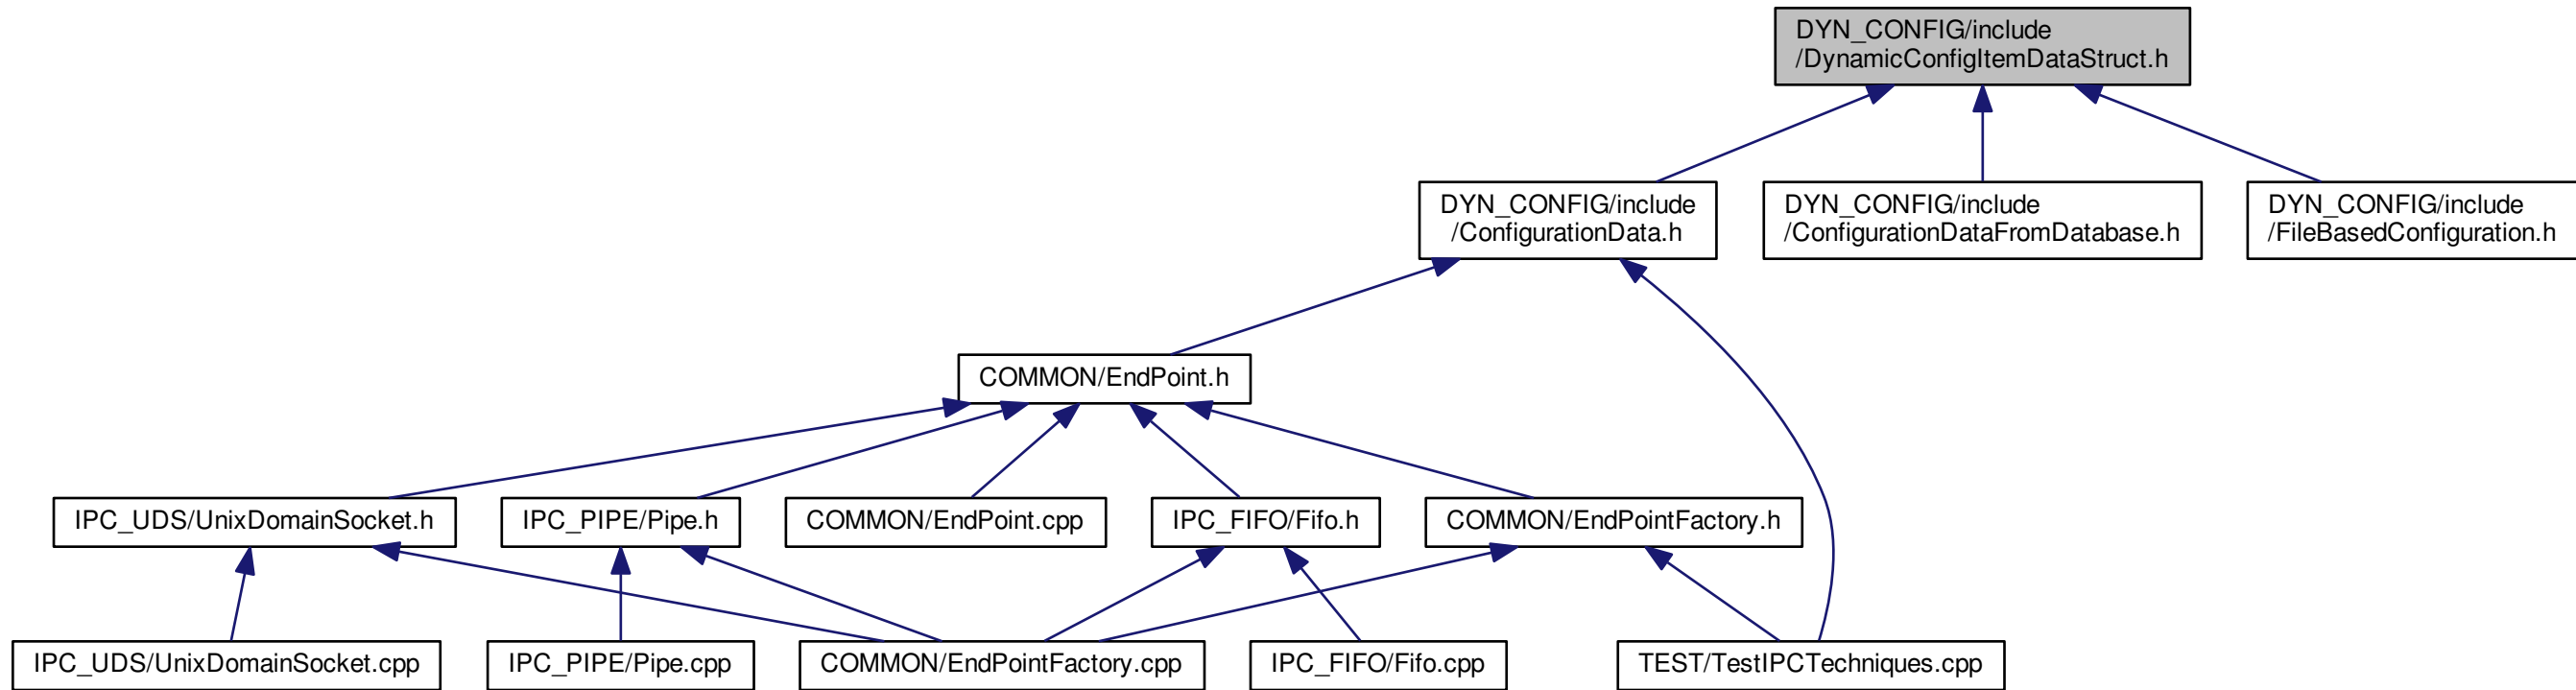 DYN_CONFIG/include
/DynamicConfigItemDataStruct.h
DYN_CONFIG/include
/ConfigurationData.h
DYN_CONFIG/include
/ConfigurationDataFromDatabase.h
DYN_CONFIG/include
/FileBasedConfiguration.h
COMMON/EndPoint.h
IPC_UDS/UnixDomainSocket.h
IPC_PIPE/Pipe.h
COMMON/EndPoint.cpp
IPC_FIFO/Fifo.h
COMMON/EndPointFactory.h
IPC_UDS/UnixDomainSocket.cpp
IPC_PIPE/Pipe.cpp
COMMON/EndPointFactory.cpp
IPC_FIFO/Fifo.cpp
TEST/TestIPCTechniques.cpp